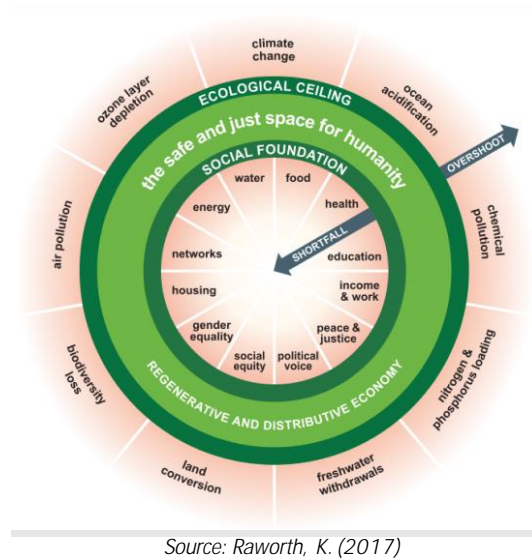 climate
change
ocean
acidification
chemical
pollution
nitrogen &
phosphorus loading
freshwater
withdrawals
land
conversion
biodiversity
loss
air pollution
ozone layer
depletion
ECOLOGICAL CEILING
the safe and just space for humanity
SOCIAL FOUNDATION
OVERSHOOT
SHORTFALL
water
food
health
education
income
& work
peace &
justice
political
voice
social
equity
gender
equality
housing
networks
energy
REGENERATIVE AND DISTRIBUTIVE ECONOMY
Source: Raworth, K. (2017)